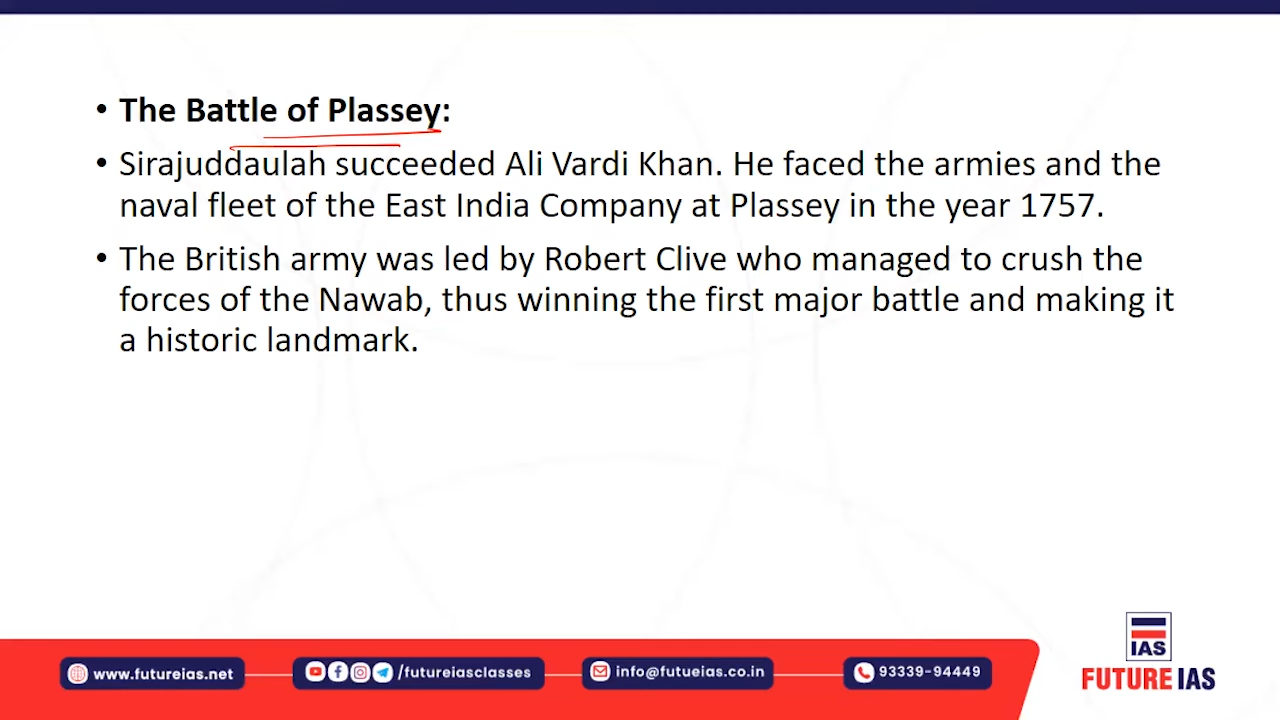 • The Battle of Plassey:
• Sirajuddaulah succeeded Ali Vardi Khan. He faced the armies and the
naval fleet of the East India Company at Plassey in the year 1757.
• The British army was led by Robert Clive who managed to crush the
forces of the Nawab, thus winning the first major battle and making it
a historic landmark.
IAS
www.futureias.net
/futureiasclasses
info@futueias.co.in
93339-94449
FUTURE IAS